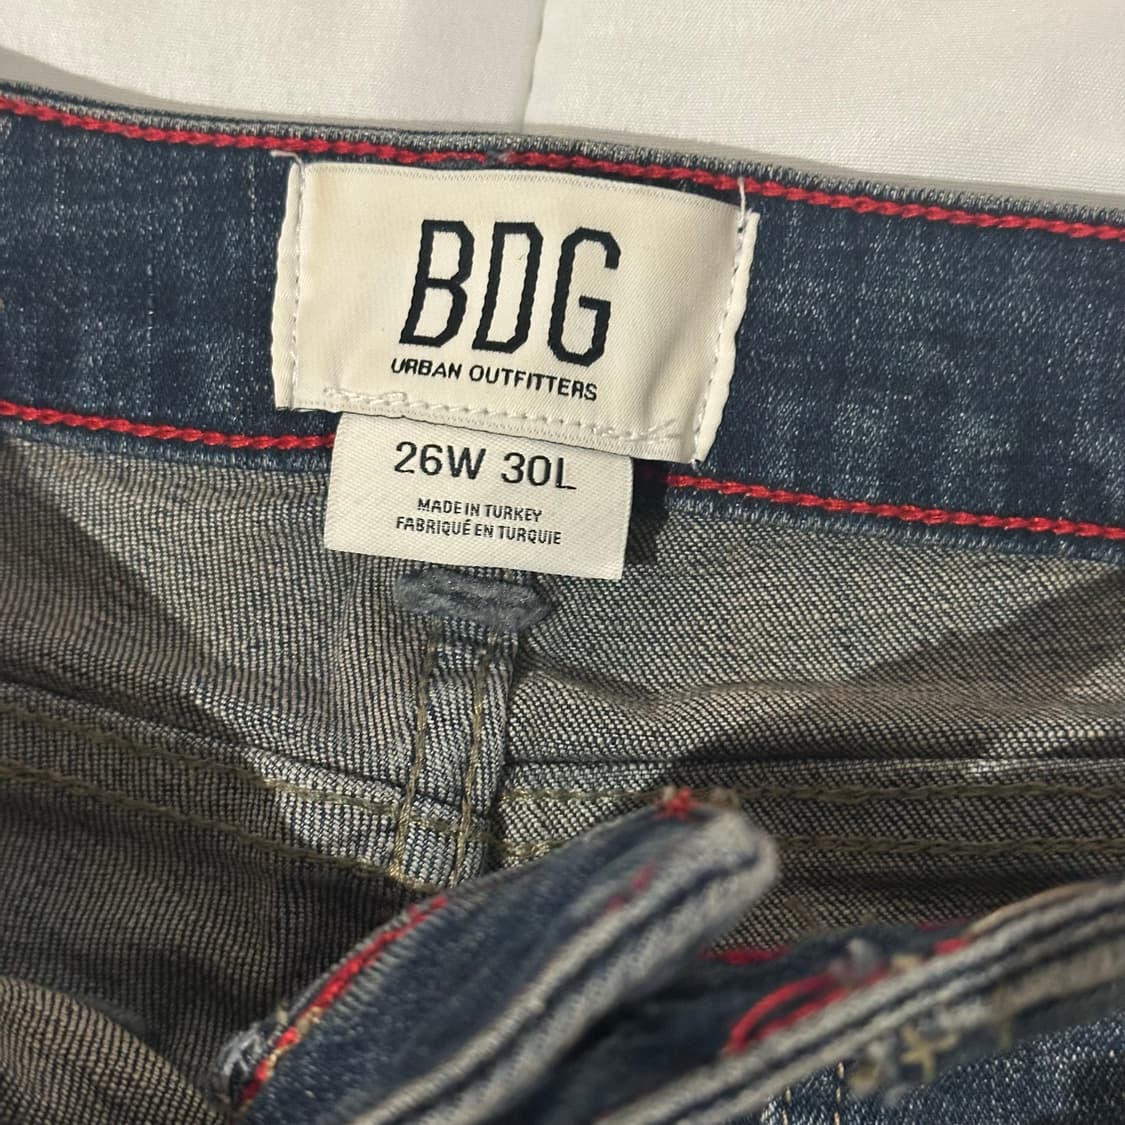 BDG
URBAN OUTFITTERS
26W 30L
MADE IN TURKEY
FABRIQUÉ EN TURQUIE